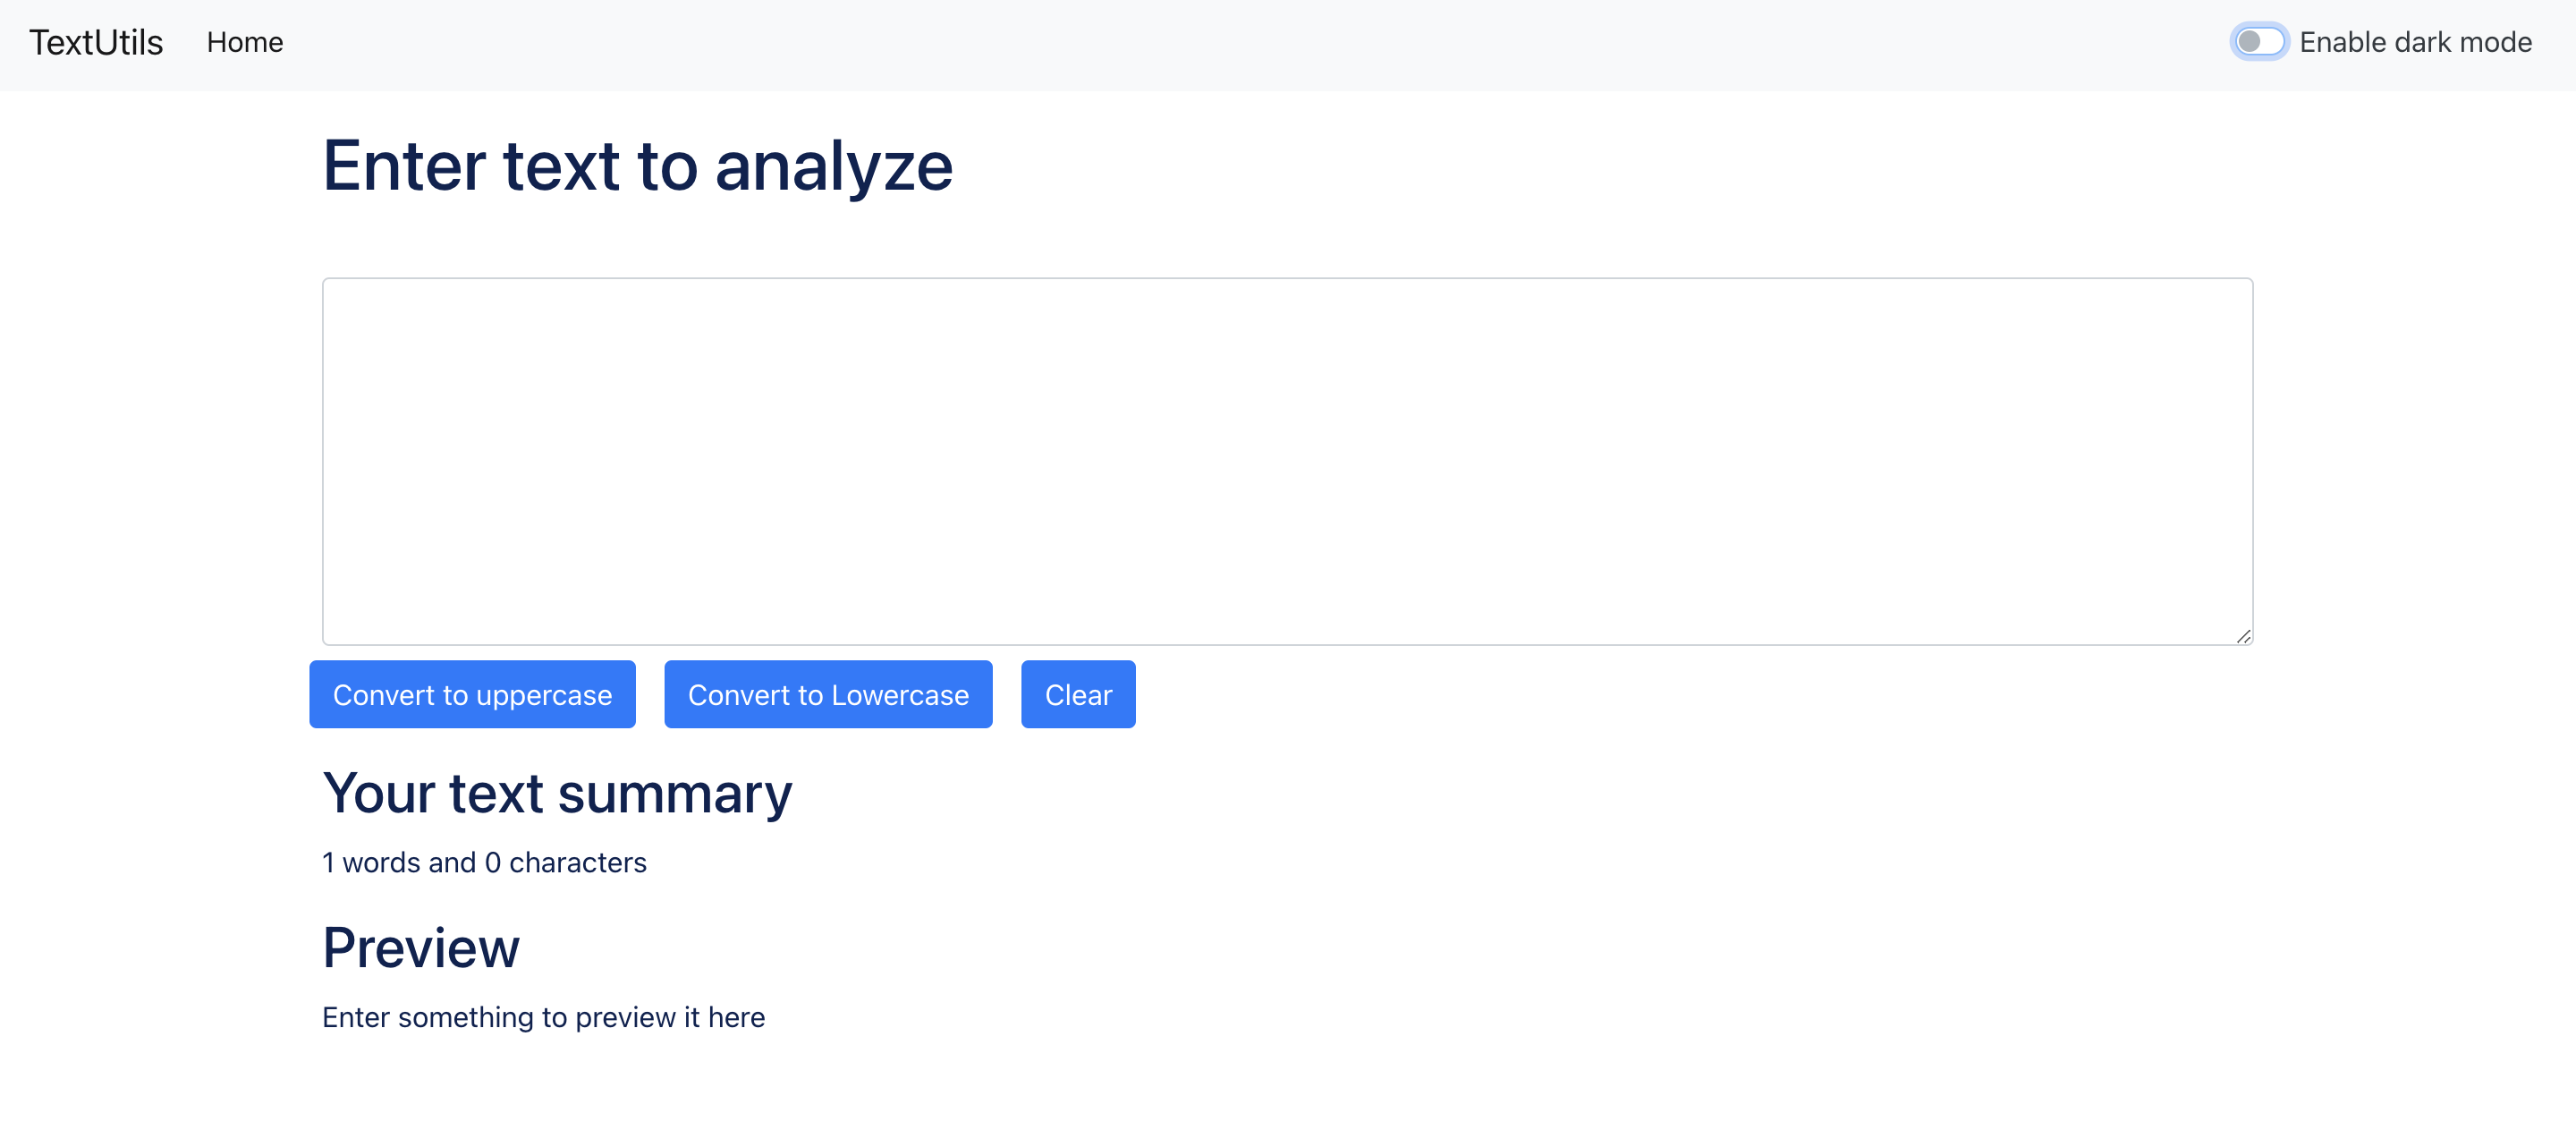 TextUtils Home Enable dark mode
Enter text to analyze
Convert to uppercase Convert to Lowercase Clear
Your text summary
1 words and 0 characters
Preview
Enter something to preview it here